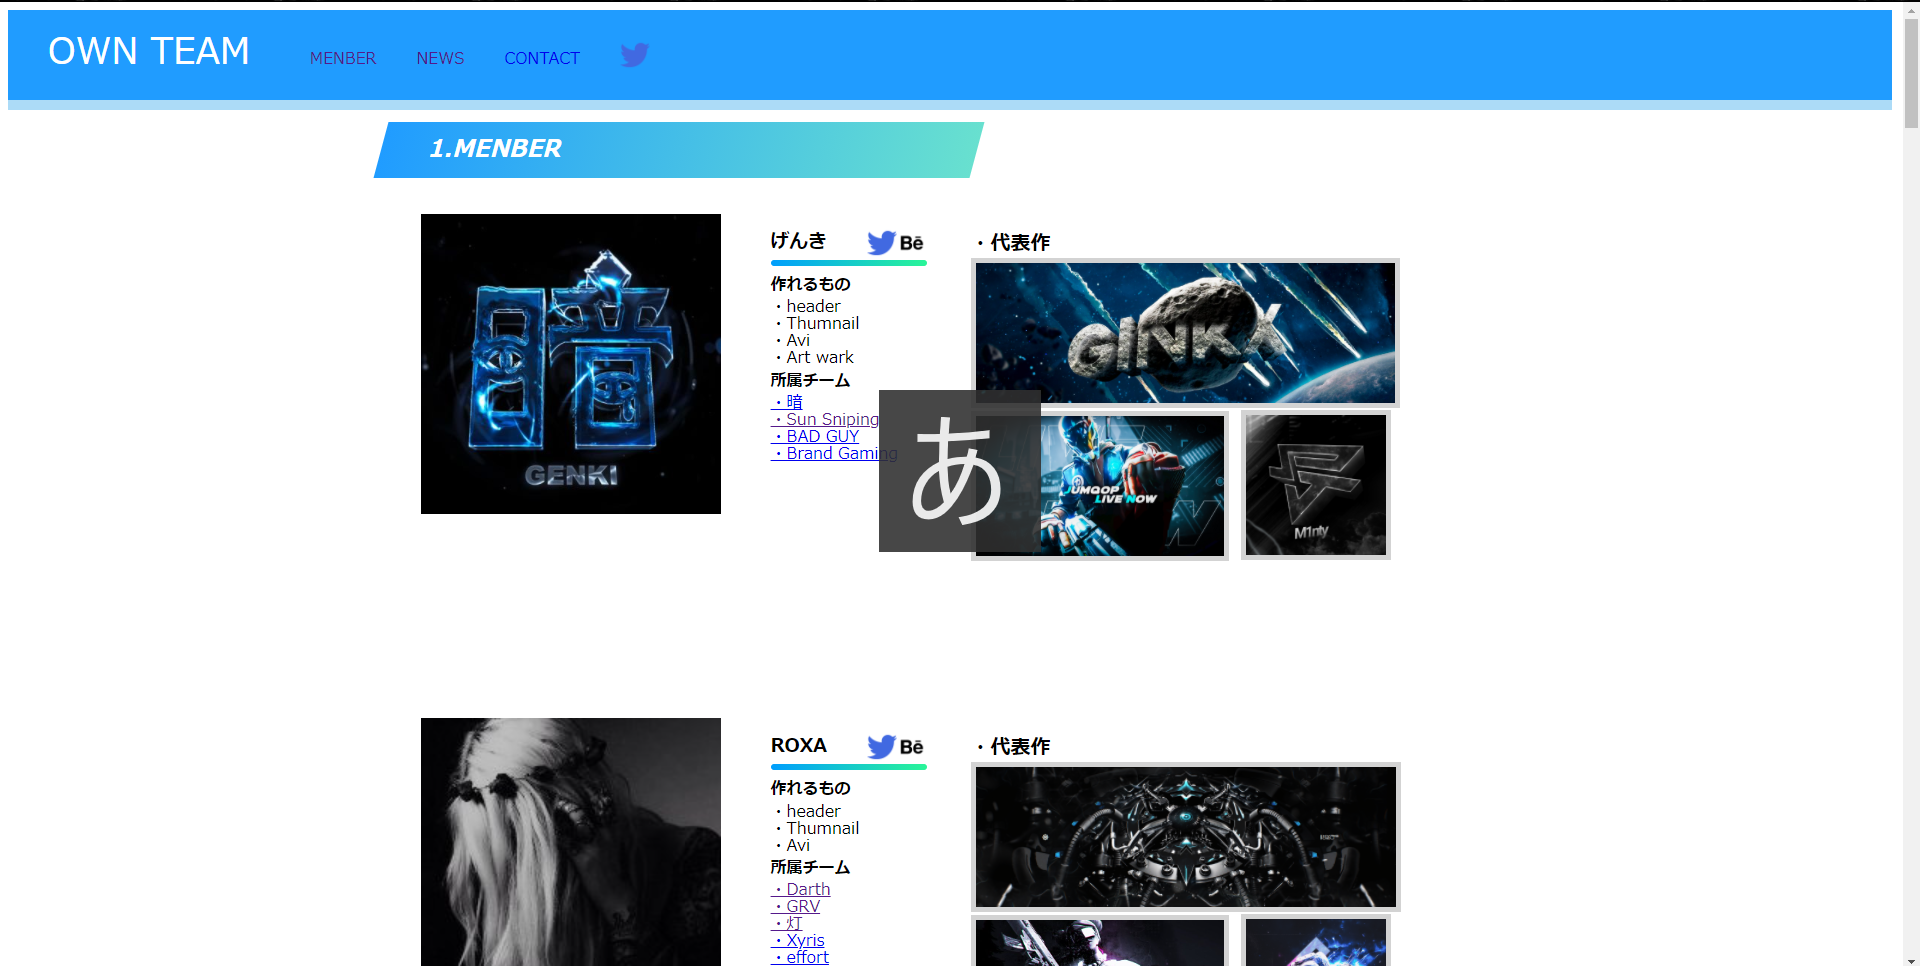 OWN TEAM MENBER NEWS CONTACT
1.MENBER
げんき Bē
作れるもの
・header
・Thumnail
・Avi
・Art wark
所属チーム
・暗
・Sun Sniping
・BAD GUY
・Brand Gaming
・代表作
暗
GENKI
GINKX
JUMQOP
LIVE NOW
M1nty
あ
ROXA Bē
作れるもの
・header
・Thumnail
・Avi
所属チーム
・Darth
・GRV
・灯
・Xyris
・effort
・代表作